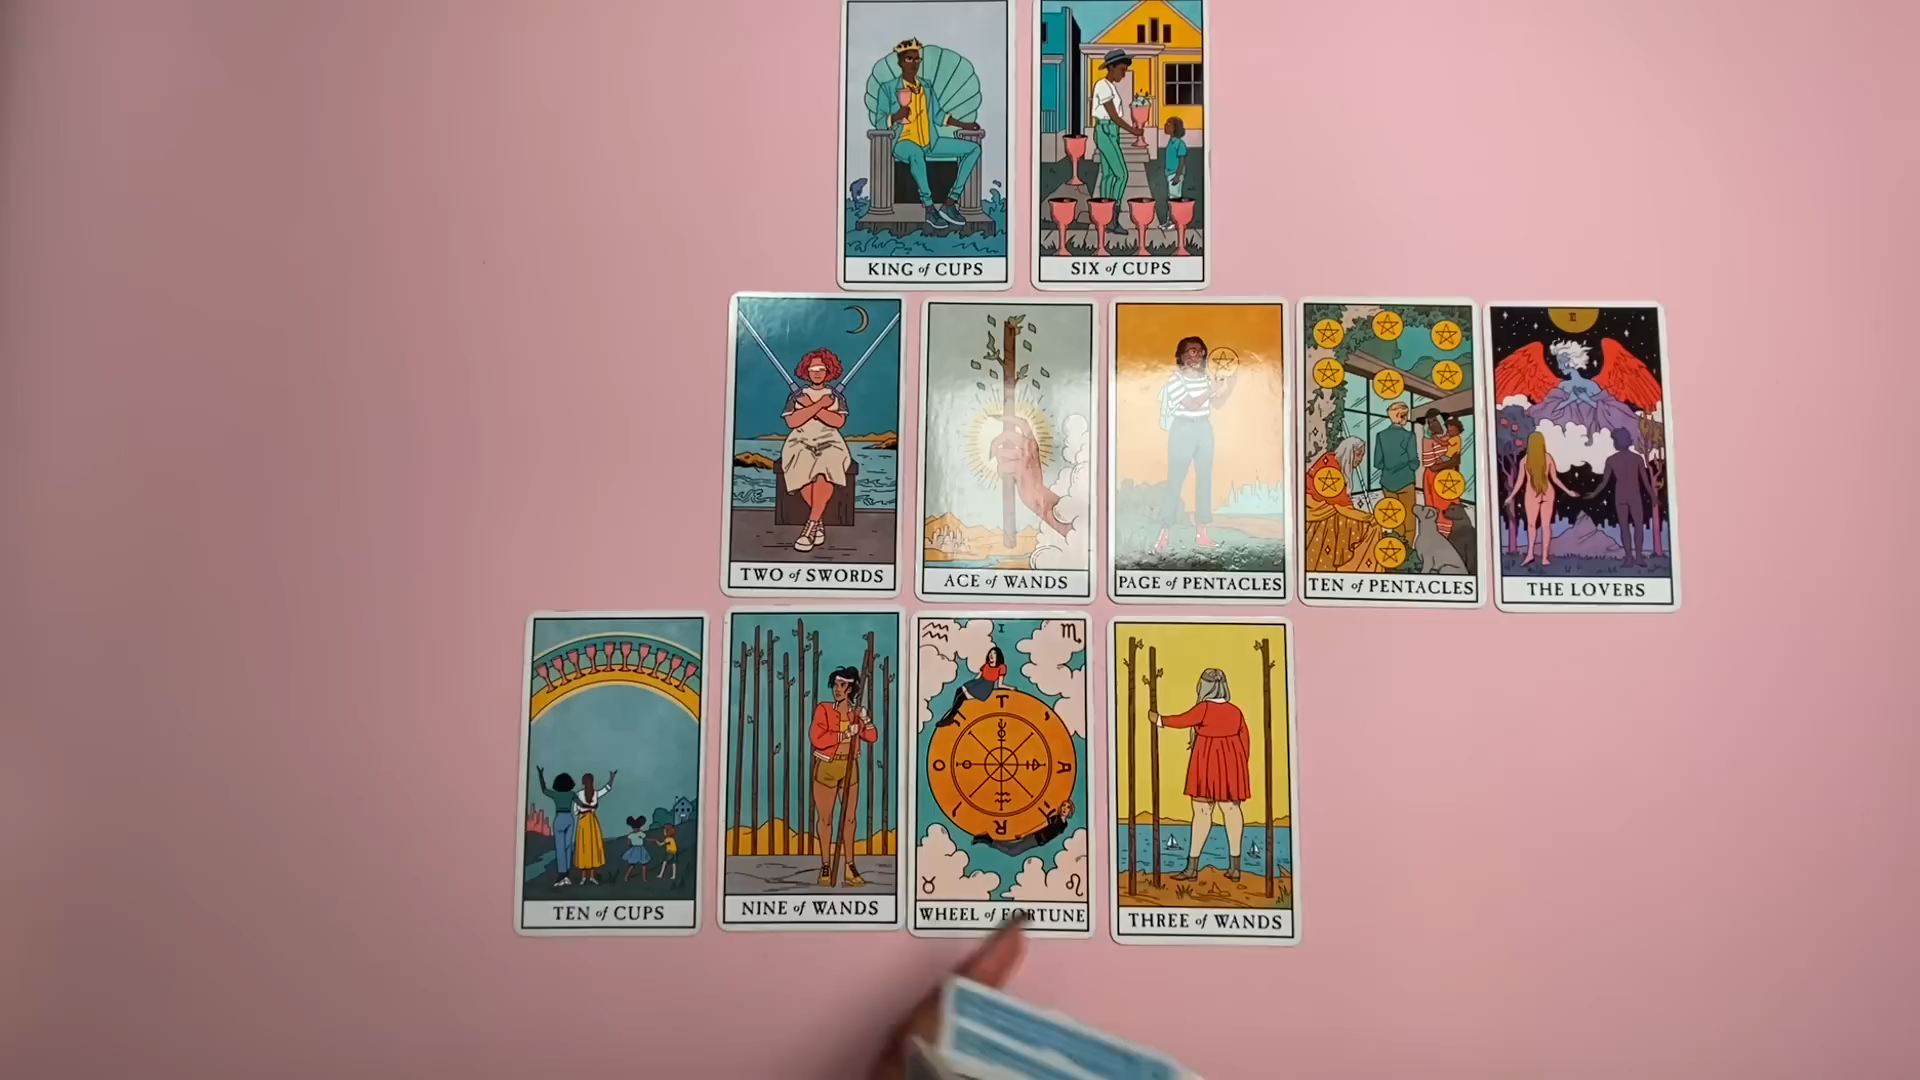 KING of CUPS
SIX of CUPS
TWO of SWORDS
ACE of WANDS
PAGE of PENTACLES
TEN of PENTACLES
THE LOVERS
TEN of CUPS
NINE of WANDS
WHEEL of FORTUNE
THREE of WANDS